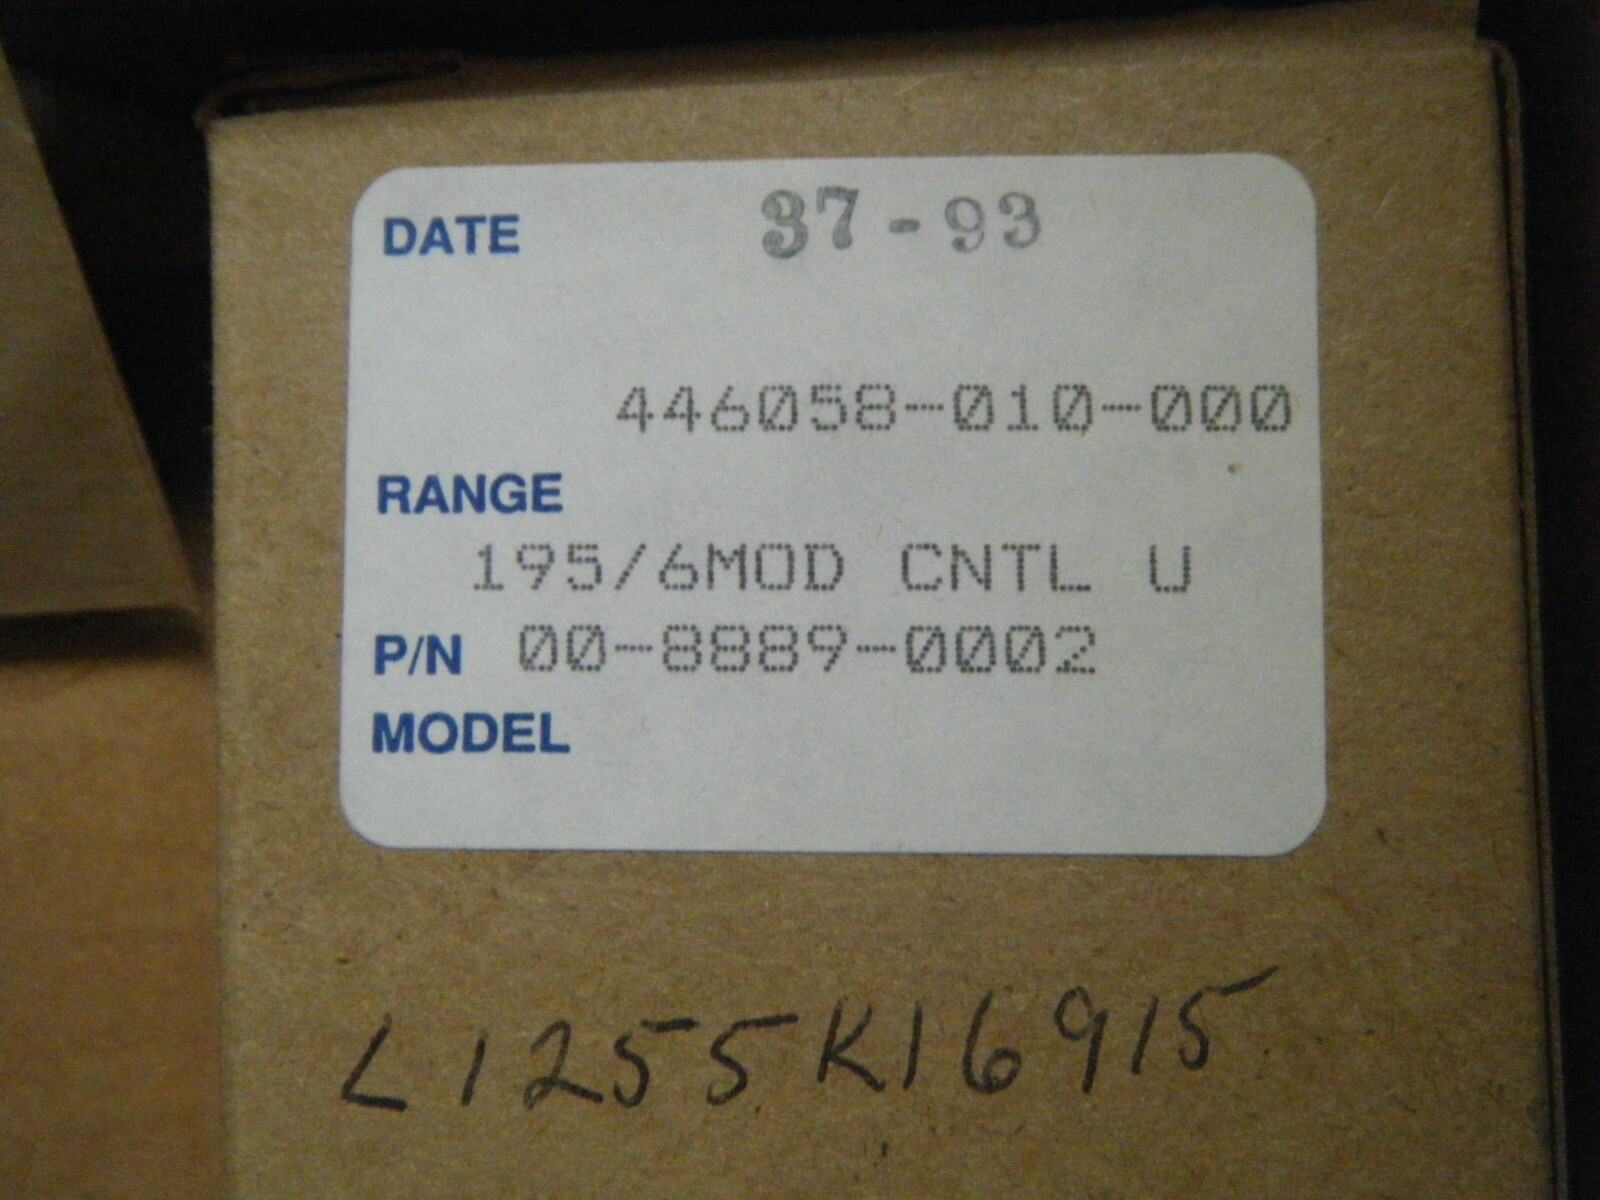 DATE 37-93
446058-010-000
RANGE
195/6MOD CNTL U
P/N 00-8889-0002
MODEL
L1255K16915